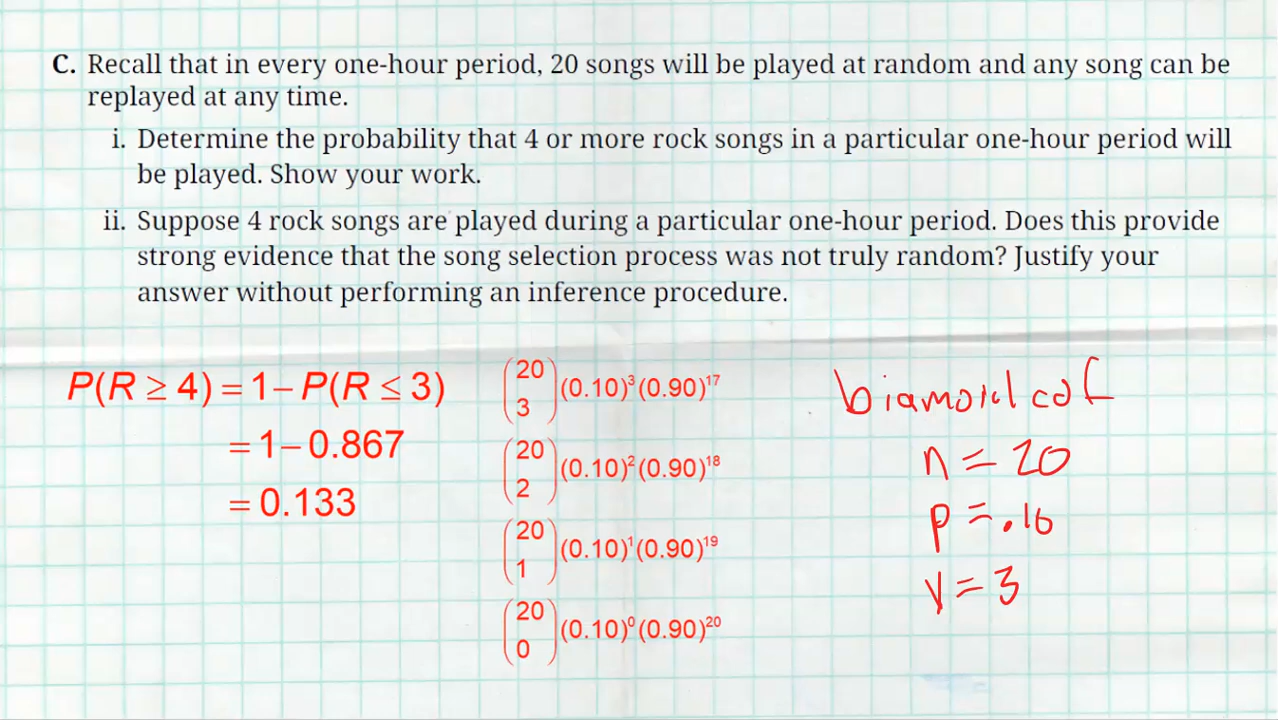 C. Recall that in every one-hour period, 20 songs will be played at random and any song can be
replayed at any time.
i. Determine the probability that 4 or more rock songs in a particular one-hour period will
be played. Show your work.
ii. Suppose 4 rock songs are played during a particular one-hour period. Does this provide
strong evidence that the song selection process was not truly random? Justify your
answer without performing an inference procedure.
P(R ≥ 4) = 1 − P(R ≤ 3)
= 1 − 0.867
= 0.133
(20 3) (0.10)³ (0.90)¹⁷
(20 2) (0.10)² (0.90)¹⁸
(20 1) (0.10)¹ (0.90)¹⁹
(20 0) (0.10)⁰ (0.90)²⁰
cdf
n = 20
p = .10
= 3